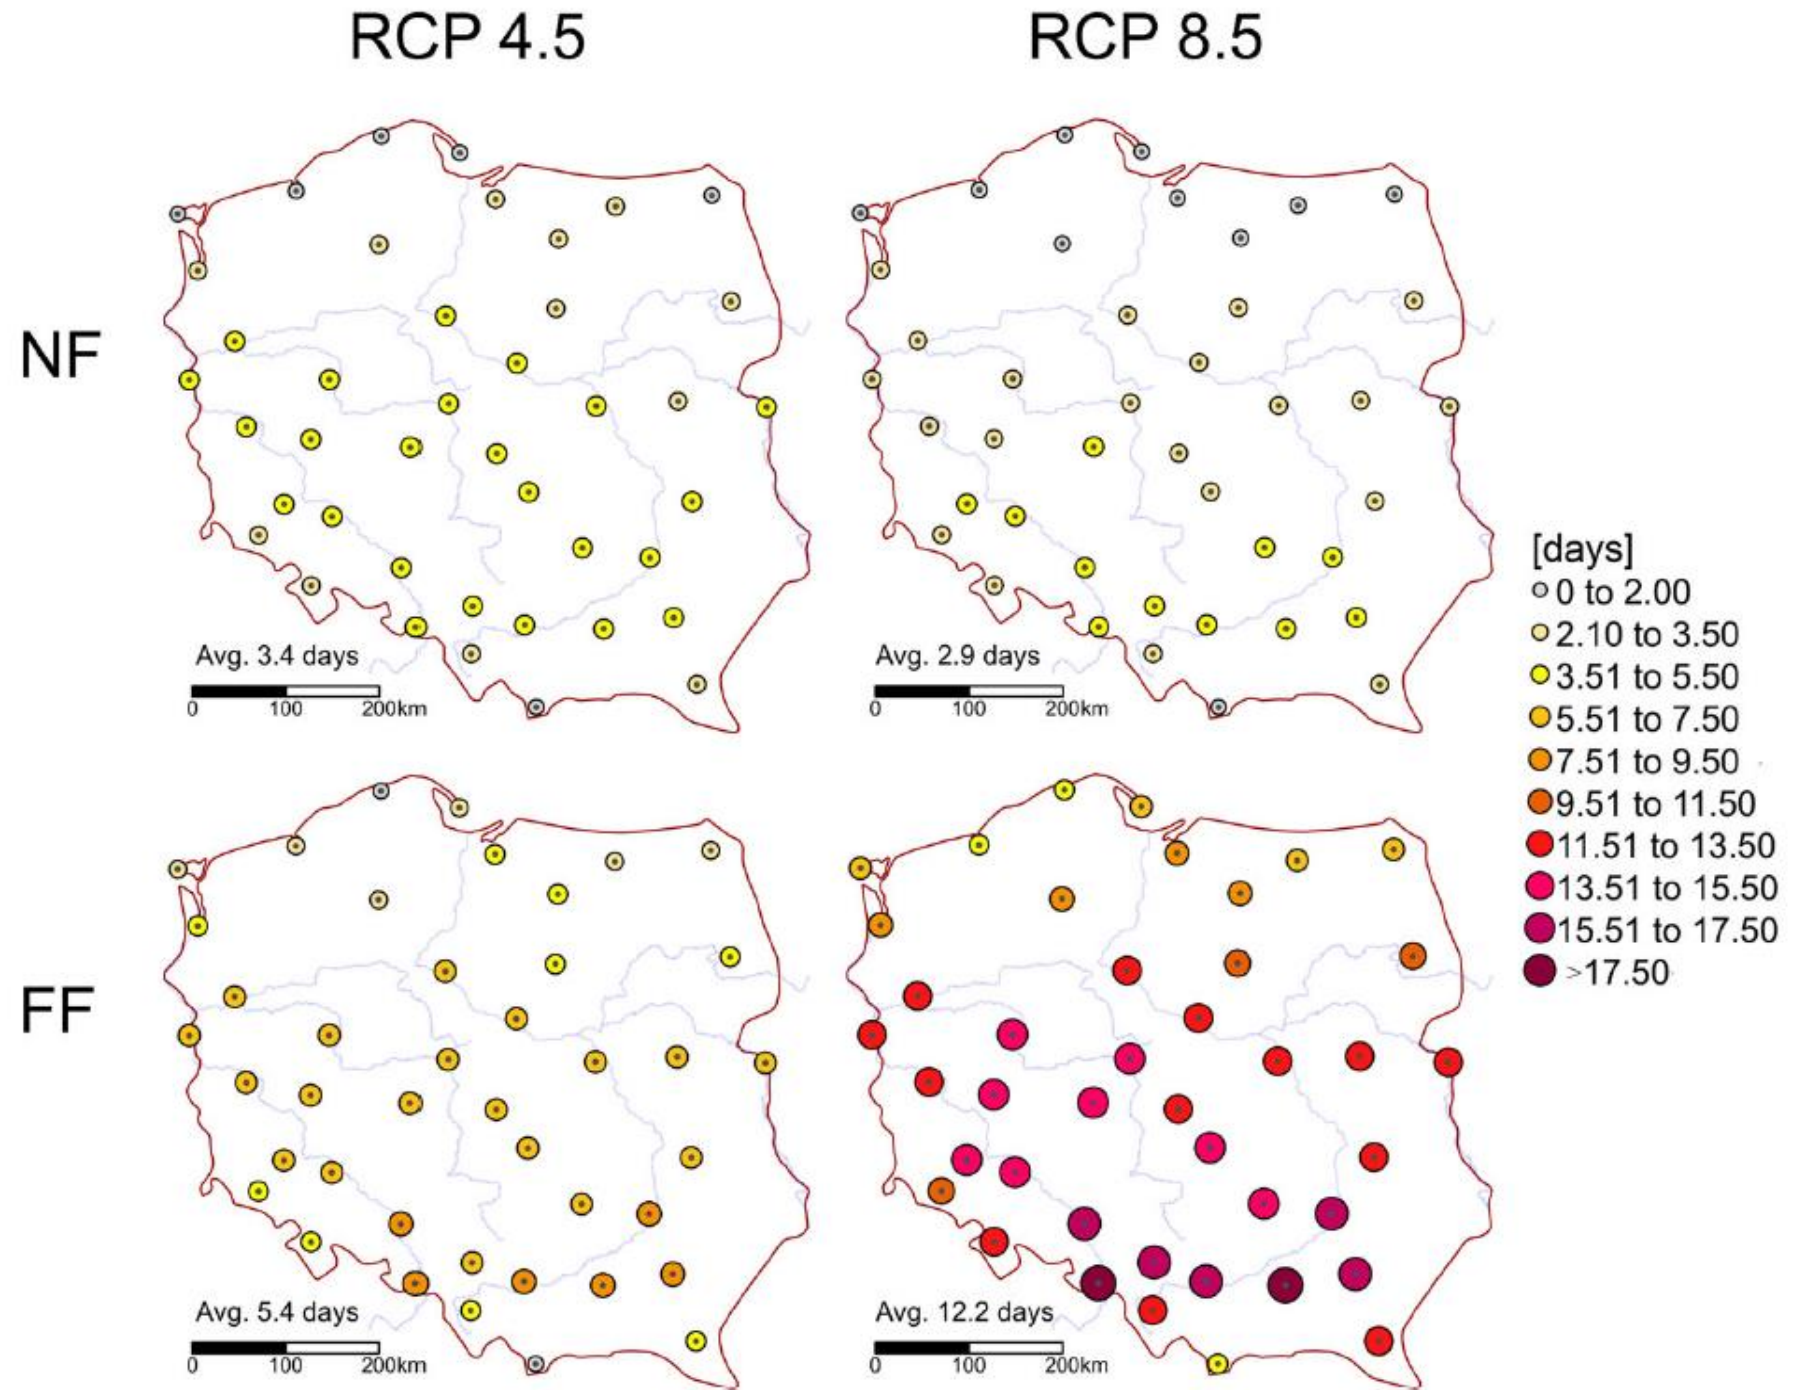 RCP 4.5
RCP 8.5
NF
Avg. 3.4 days
0 100 200km
Avg. 2.9 days
0 100 200km
[days]
0 to 2.00
2.10 to 3.50
3.51 to 5.50
5.51 to 7.50
7.51 to 9.50
9.51 to 11.50
11.51 to 13.50
13.51 to 15.50
15.51 to 17.50
>17.50
FF
Avg. 5.4 days
0 100 200km
Avg. 12.2 days
0 100 200km